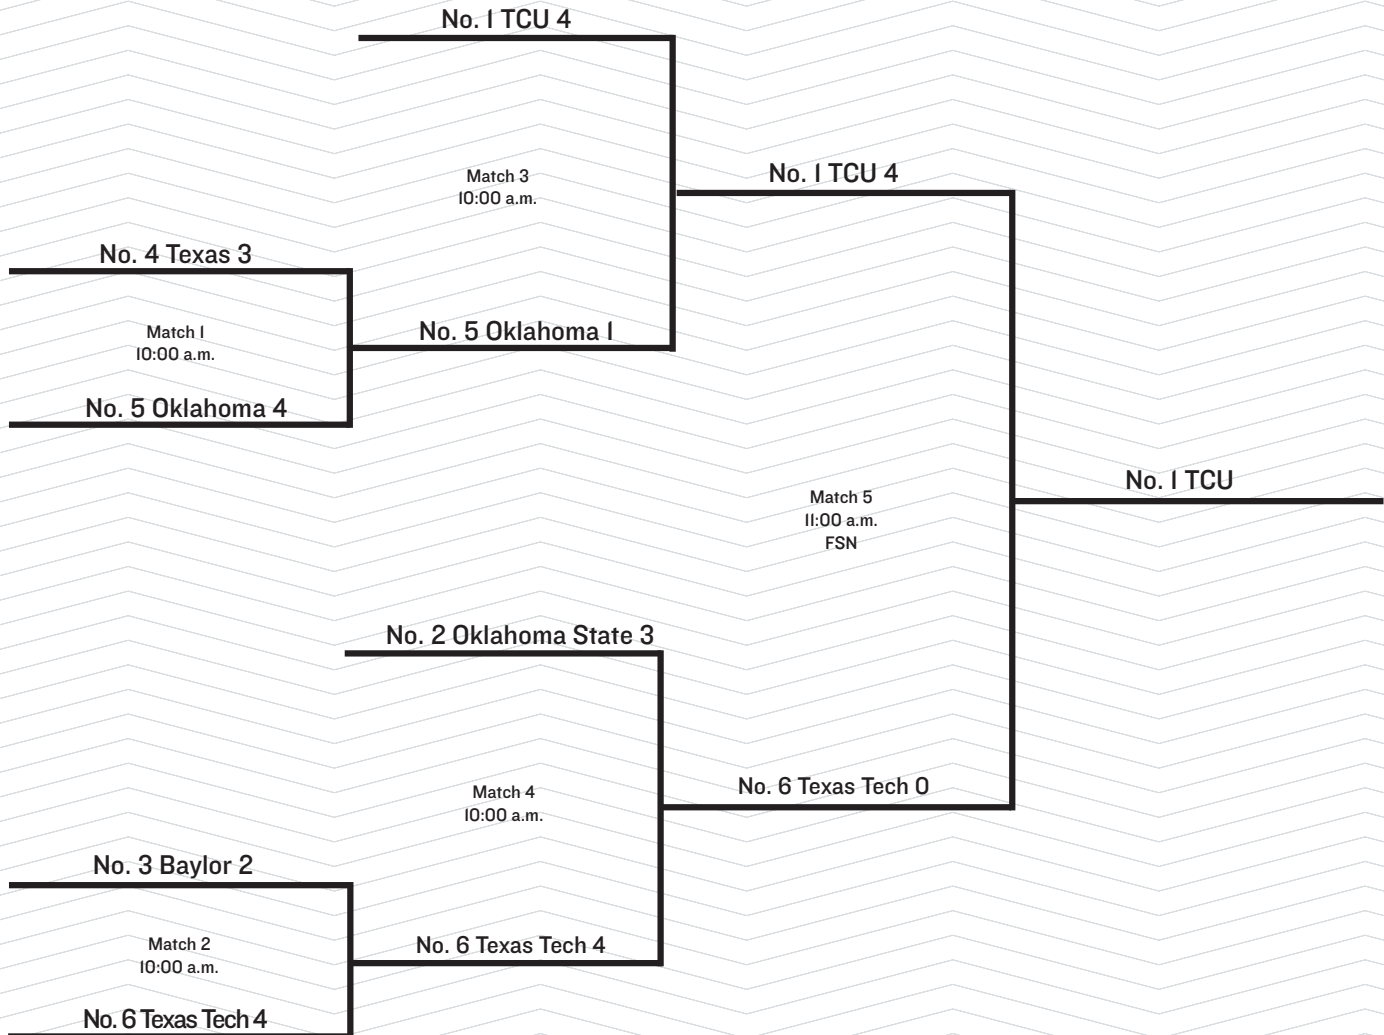 No. 1 TCU 4
Match 3
10:00 a.m.
No. 1 TCU 4
No. 4 Texas 3
Match 1
10:00 a.m.
No. 5 Oklahoma 1
No. 5 Oklahoma 4
No. 1 TCU
Match 5
11:00 a.m.
FSN
No. 2 Oklahoma State 3
Match 4
10:00 a.m.
No. 6 Texas Tech 0
No. 3 Baylor 2
Match 2
10:00 a.m.
No. 6 Texas Tech 4
No. 6 Texas Tech 4